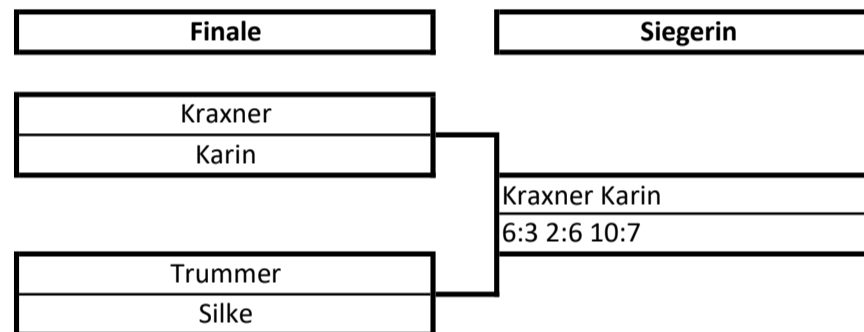 Finale
Siegerin
Kraxner
Karin
Kraxner Karin
6:3 2:6 10:7
Trummer
Silke